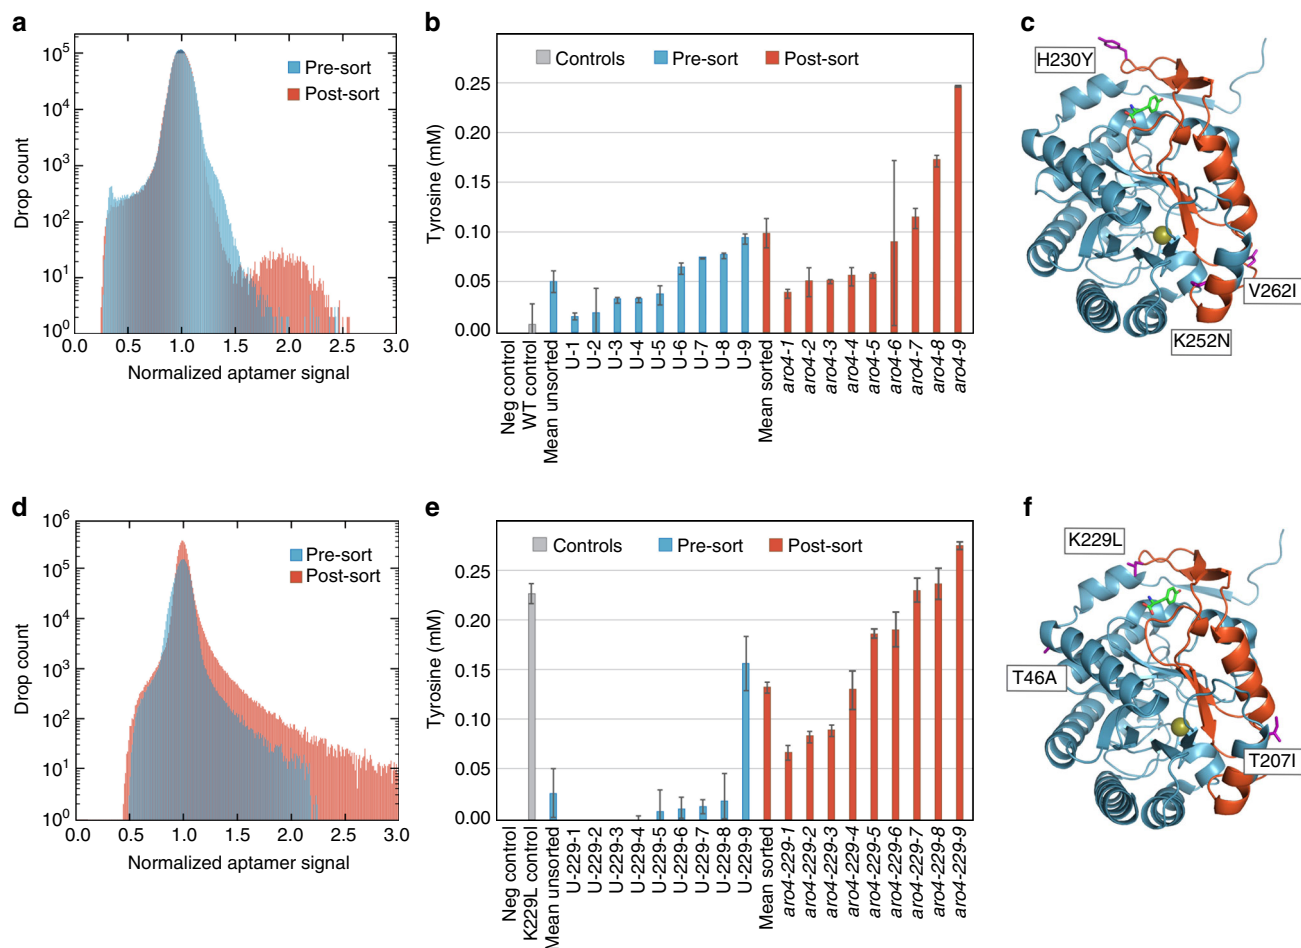 a
10⁵
10⁴
10³
10²
10¹
10⁰
Drop count
Pre-sort
Post-sort
0.0 0.5 1.0 1.5 2.0 2.5 3.0
Normalized aptamer signal
b
Controls Pre-sort Post-sort
0.25
0.20
0.15
0.10
0.05
0.00
Tyrosine (mM)
Neg control
WT control
Mean unsorted
U-1
U-2
U-3
U-4
U-5
U-6
U-7
U-8
U-9
Mean sorted
aro4-1
aro4-2
aro4-3
aro4-4
aro4-5
aro4-6
aro4-7
aro4-8
aro4-9
c
H230Y
V262I
K252N
d
10⁶
10⁵
10⁴
10³
10²
10¹
10⁰
Drop count
Pre-sort
Post-sort
0.0 0.5 1.0 1.5 2.0 2.5 3.0
Normalized aptamer signal
e
Controls Pre-sort Post-sort
0.25
0.20
0.15
0.10
0.05
0.00
Tyrosine (mM)
Neg control
K229L control
Mean unsorted
U-229-1
U-229-2
U-229-3
U-229-4
U-229-5
U-229-6
U-229-7
U-229-8
U-229-9
Mean sorted
aro4-229-1
aro4-229-2
aro4-229-3
aro4-229-4
aro4-229-5
aro4-229-6
aro4-229-7
aro4-229-8
aro4-229-9
f
K229L
T46A
T207I